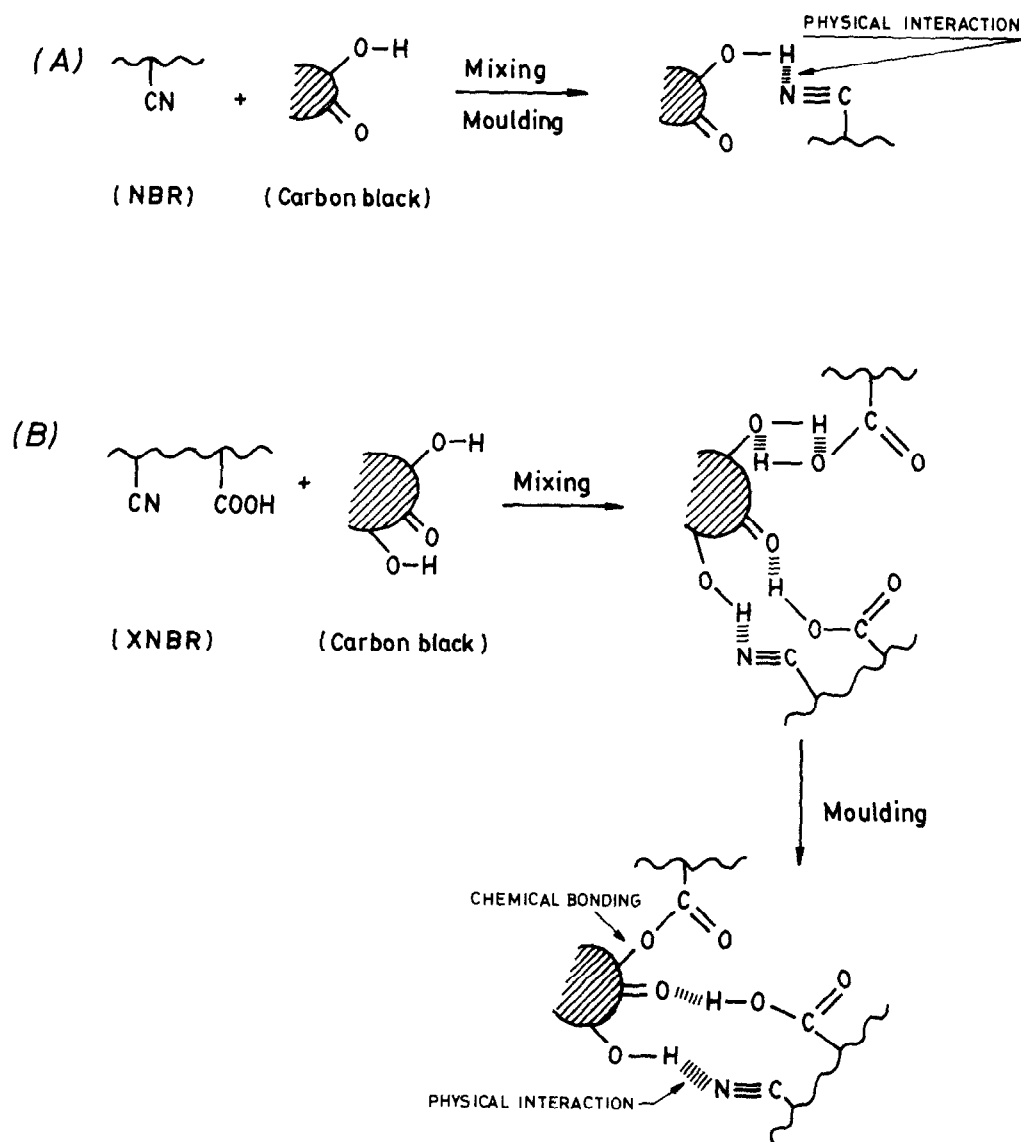 PHYSICAL INTERACTION
(A)
CN
+
O-H
O
Mixing
Moulding
O-H
N≡C
O
(NBR)
(Carbon black)
(B)
CN
COOH
+
O-H
O
O-H
Mixing
O-H
C
H-O
O
O
H
O
H
O-C
O
N≡C
(XNBR)
(Carbon black)
Moulding
CHEMICAL BONDING
C
O
O
O
H-O
C
O
O-H
N≡C
PHYSICAL INTERACTION